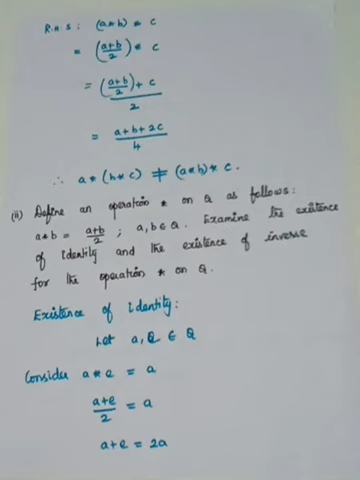 R.H.S : (a*b) * c
= (a+b/2) * c
= (a+b/2) + c / 2
= a+b+2c / 4
∴ a * (b*c) ≠ (a*b) * c.
(ii) Define an operation * on Q as follows:
a*b = a+b/2 ; a,b ∈ Q. Examine the existence
of identity and the existence of inverse
for the operation * on Q.
Existence of identity:
Let a, e ∈ Q
Consider a * e = a
a+e/2 = a
a+e = 2a